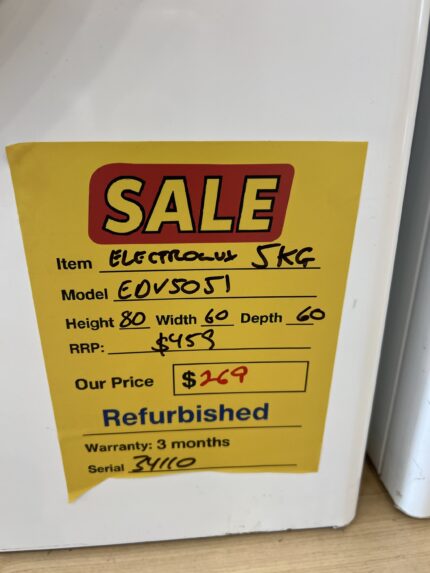 SALE
Item ELECTROLUX 5KG
Model EDV5051
Height 80 Width 60 Depth 60
RRP: $459
Our Price $269
Refurbished
Warranty: 3 months
Serial 34110